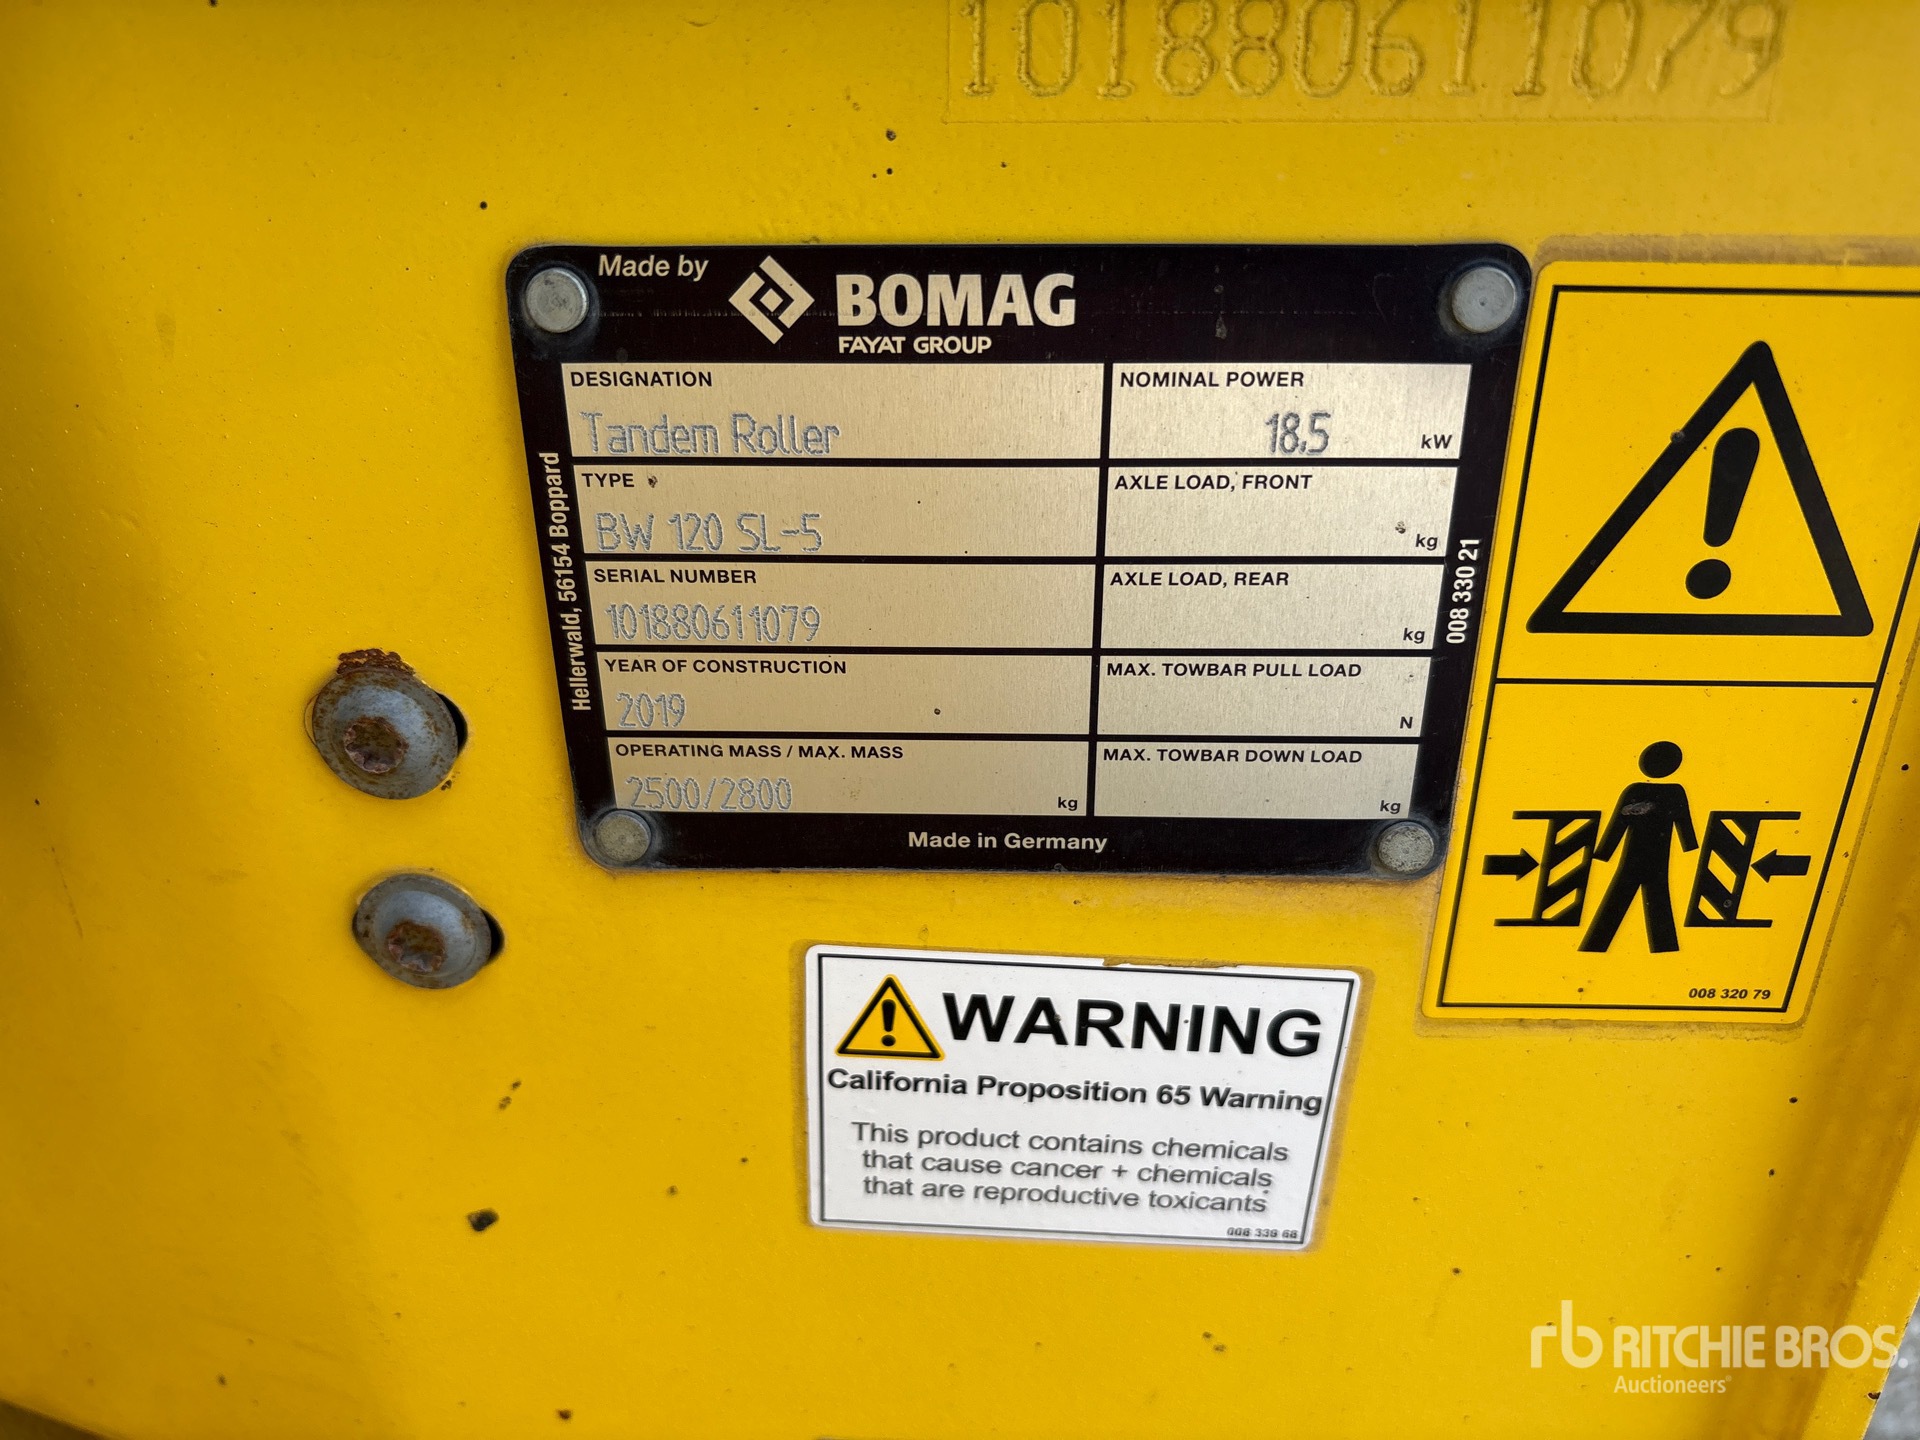 101880611079
Made by
BOMAG
FAYAT GROUP
DESIGNATION
Tandem Roller
NOMINAL POWER
18,5 kW
TYPE
BW 120 SL-5
AXLE LOAD, FRONT
kg
SERIAL NUMBER
101880611079
AXLE LOAD, REAR
kg
YEAR OF CONSTRUCTION
2019
MAX. TOWBAR PULL LOAD
N
OPERATING MASS / MAX. MASS
2500/2800 kg
MAX. TOWBAR DOWN LOAD
kg
Made in Germany
Hellerwald, 56154 Boppard
008 330 21
008 320 79
WARNING
California Proposition 65 Warning
This product contains chemicals
that cause cancer + chemicals
that are reproductive toxicants
008 339 68
rb RITCHIE BROS.
Auctioneers